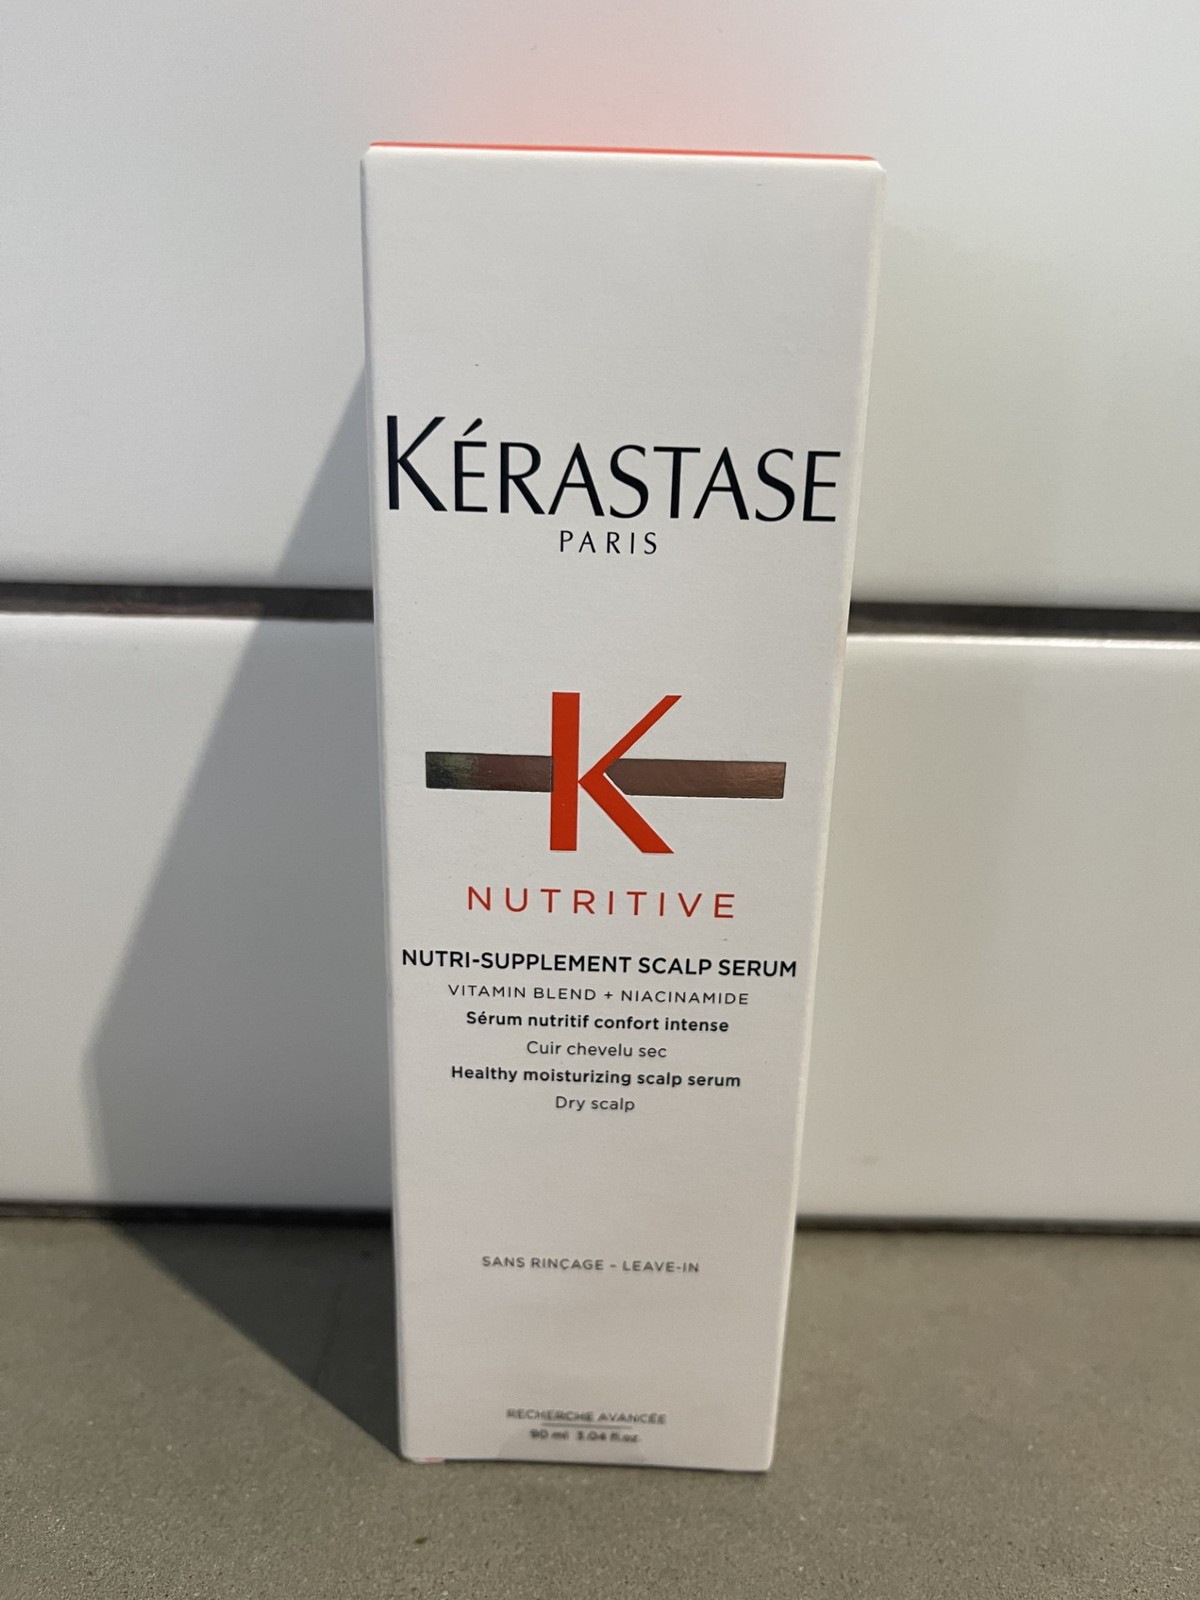 KÉRASTASE
PARIS
K
NUTRITIVE
NUTRI-SUPPLEMENT SCALP SERUM
VITAMIN BLEND + NIACINAMIDE
Sérum nutritif confort intense
Cuir chevelu sec
Healthy moisturizing scalp serum
Dry scalp
SANS RINÇAGE - LEAVE-IN
RECHERCHE AVANCÉE
90 ml 3.04 fl.oz